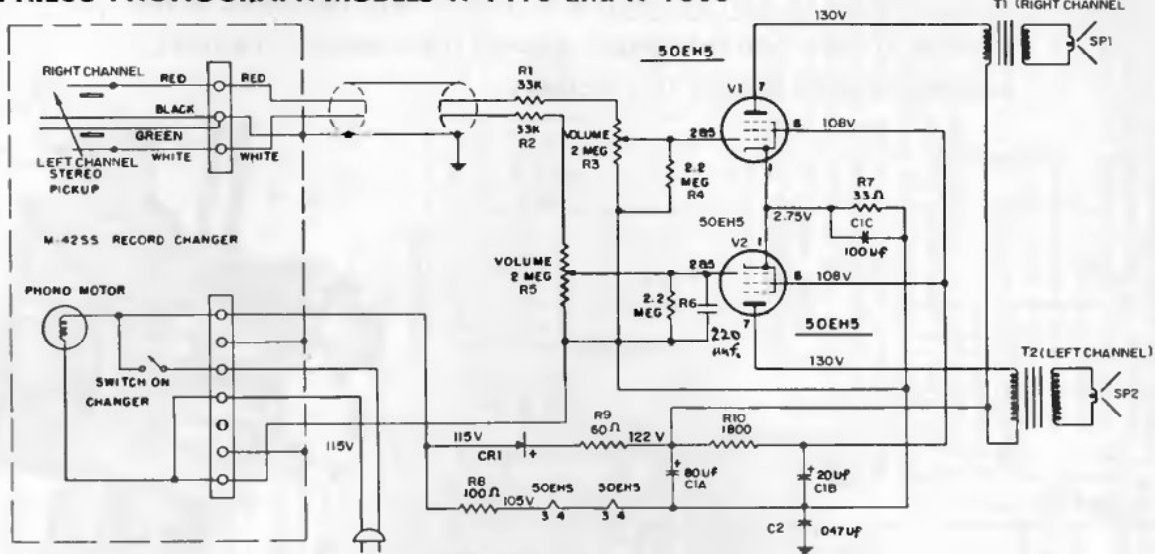 T1 (RIGHT CHANNEL
130V
SP1
50EH5
RIGHT CHANNEL
RED
RED
R1
33K
V1
7
BLACK
VOLUME
2 MEG
R3
2&5
6
108V
GREEN
33K
R2
LEFT CHANNEL
WHITE
WHITE
STEREO
PICKUP
2.2
MEG
R4
1
R7
33Ω
50EH5
2.75V
C1C
100 uf
M-42SS RECORD CHANGER
V2
1
VOLUME
2 MEG
R5
2&5
6
108V
PHONO MOTOR
2.2
MEG
R6
7
50EH5
220
μμf.
130V
T2 (LEFT CHANNEL)
SP2
SWITCH ON
CHANGER
R9
60Ω
R10
1800
115V
115V
122 V
CR1
+
+
80Uf
C1A
+
20Uf
C1B
R8
100Ω
105V
50EH5
3 4
50EH5
3 4
C2
.047uf